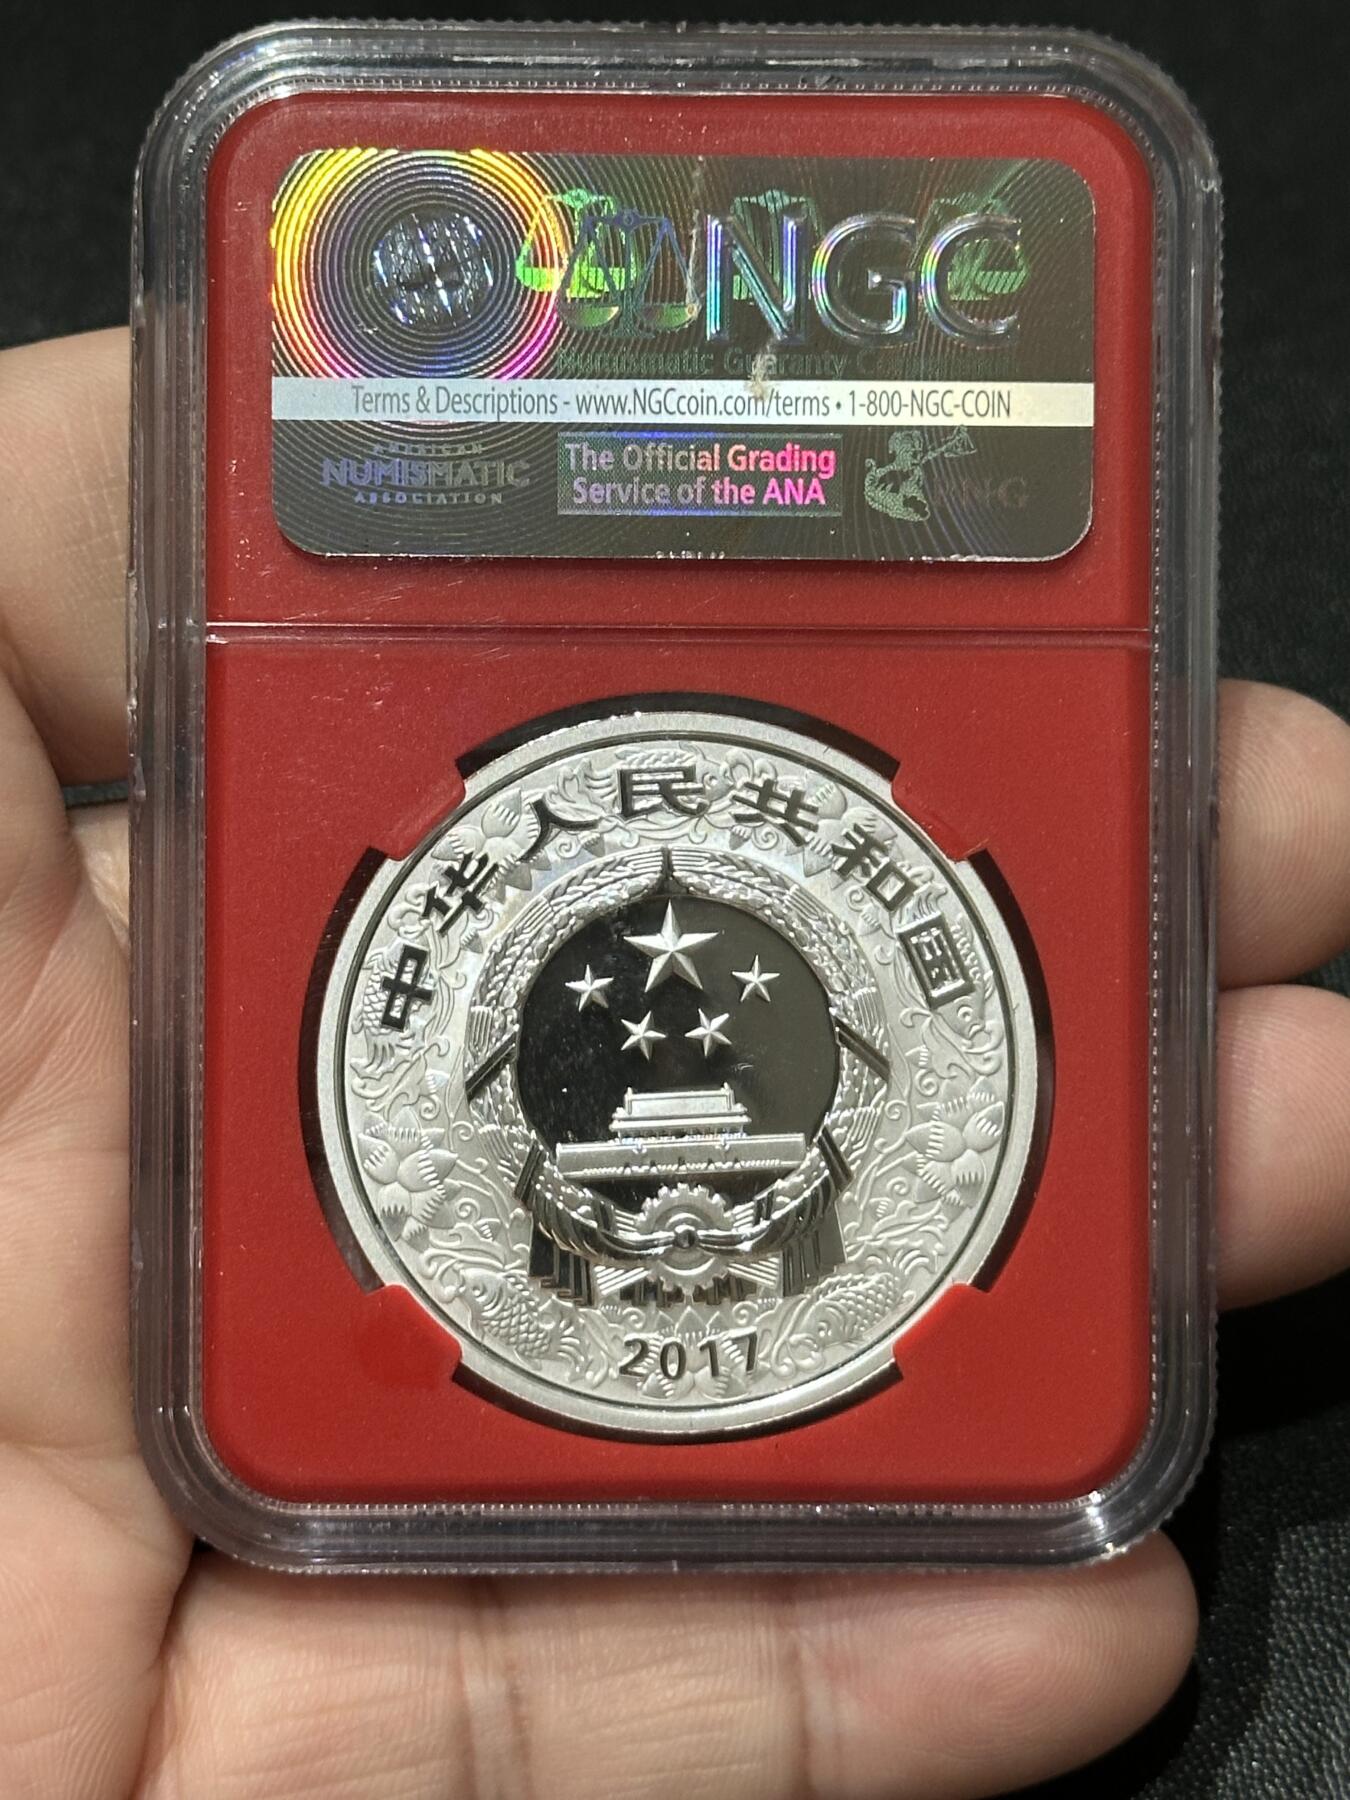 NGC
Numismatic Guaranty
Terms & Descriptions - www.NGCcoin.com/terms • 1-800-NGC-COIN
AMERICAN
NUMISMATIC
ASSOCIATION
The Official Grading
Service of the ANA
PNG
中华人民共和国
2017